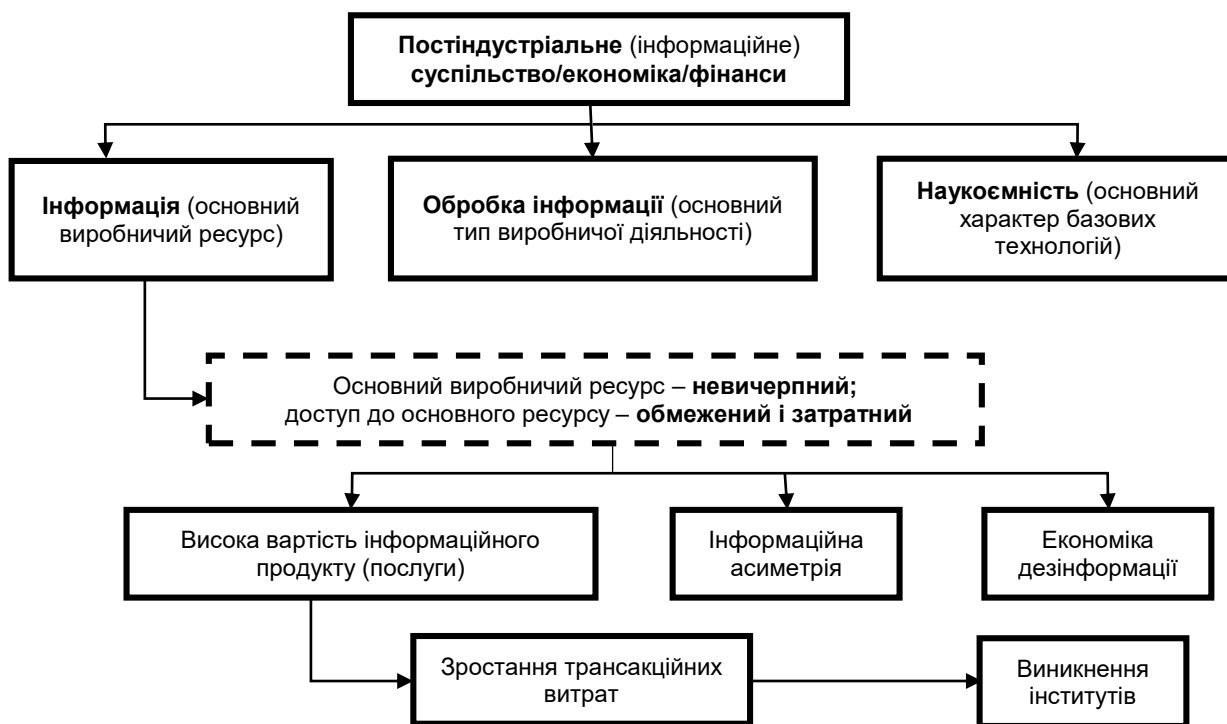 Постіндустріальне (інформаційне)
суспільство/економіка/фінанси
Інформація (основний
виробничий ресурс)
Обробка інформації (основний
тип виробничої діяльності)
Наукоємність (основний
характер базових
технологій)
Основний виробничий ресурс – невичерпний;
доступ до основного ресурсу – обмежений і затратний
Висока вартість інформаційного
продукту (послуги)
Інформаційна
асиметрія
Економіка
дезінформації
Зростання трансакційних
витрат
Виникнення
інститутів